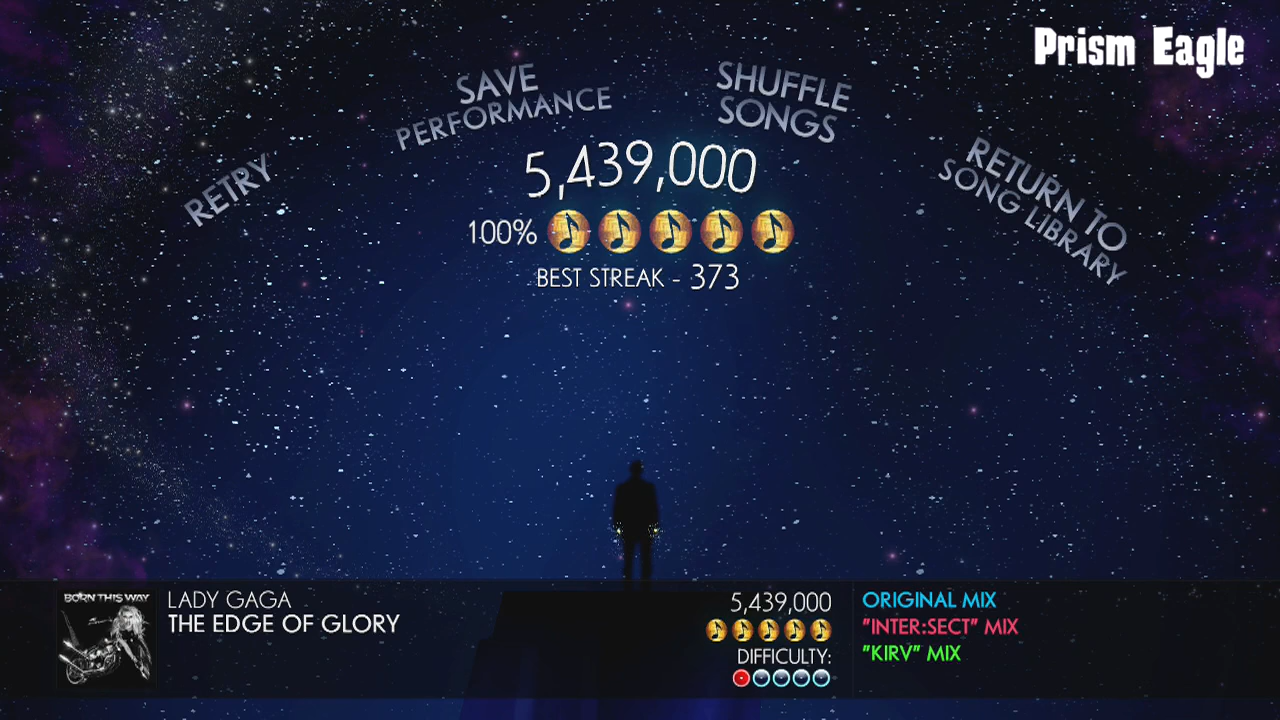 Prism Eagle
SAVE
PERFORMANCE
SHUFFLE
SONGS
RETRY
RETURN TO
SONG LIBRARY
5,439,000
100%
BEST STREAK - 373
BORN THIS WAY
LADY GAGA
THE EDGE OF GLORY
5,439,000
DIFFICULTY:
ORIGINAL MIX
"INTER:SECT" MIX
"KIRV" MIX